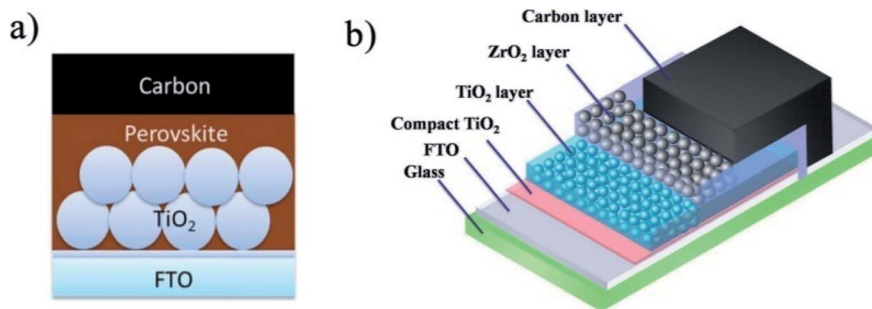 a)
Carbon
Perovskite
TiO₂
FTO
b)
Carbon layer
ZrO₂ layer
TiO₂ layer
Compact TiO₂
FTO
Glass